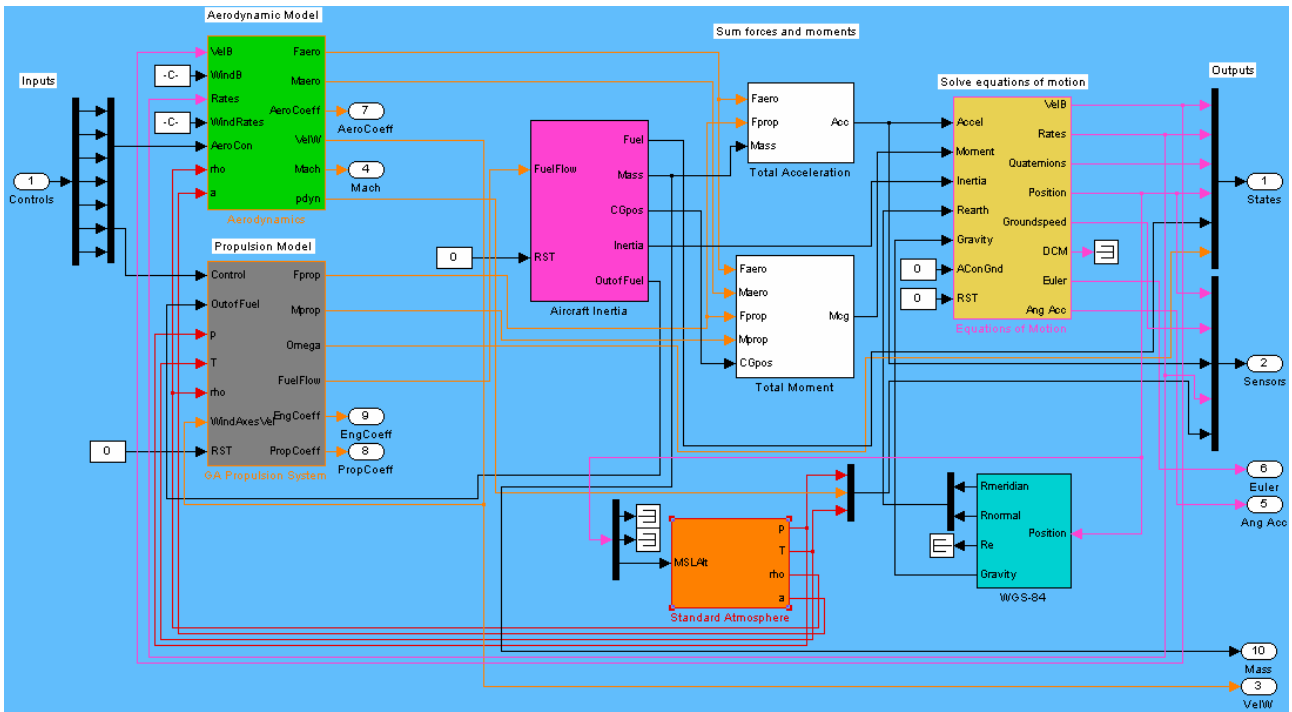 Aerodynamic Model
Sum forces and moments
Inputs
Solve equations of motion
Outputs
1
Controls
-C-
-C-
VelB
WindB
Rates
WindRates
AeroCon
rho
a
Faero
Maero
AeroCoeff
VelW
Mach
pdyn
Aerodynamics
7
AeroCoeff
4
Mach
Propulsion Model
Control
OutofFuel
p
T
rho
WindAxesVel
RST
Fprop
Mprop
Omega
FuelFlow
EngCoeff
PropCoeff
GA Propulsion System
0
9
EngCoeff
8
PropCoeff
0
FuelFlow
RST
Fuel
Mass
CGpos
Inertia
OutofFuel
Aircraft Inertia
Faero
Fprop
Mass
Acc
Total Acceleration
Faero
Maero
Fprop
Mprop
CGpos
Mcg
Total Moment
Accel
Moment
Inertia
Rearth
Gravity
AConGnd
RST
VelB
Rates
Quaternions
Position
Groundspeed
DCM
Euler
Ang Acc
Equations of Motion
0
0
1
States
2
Sensors
MSLAlt
p
T
rho
a
Standard Atmosphere
Rmeridian
Rnormal
Re
Gravity
Position
WGS-84
6
Euler
5
Ang Acc
10
Mass
3
VelW